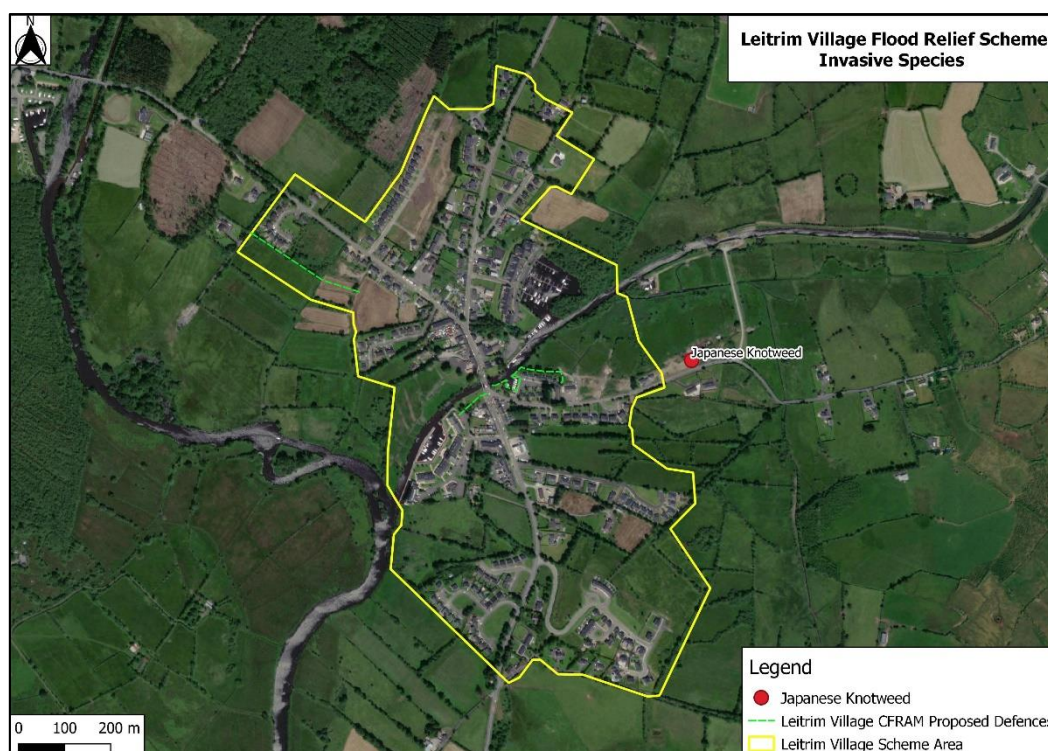 N
Leitrim Village Flood Relief Scheme
Invasive Species
Japanese Knotweed
Legend
Japanese Knotweed
Leitrim Village CFRAM Proposed Defences
Leitrim Village Scheme Area
0 100 200 m